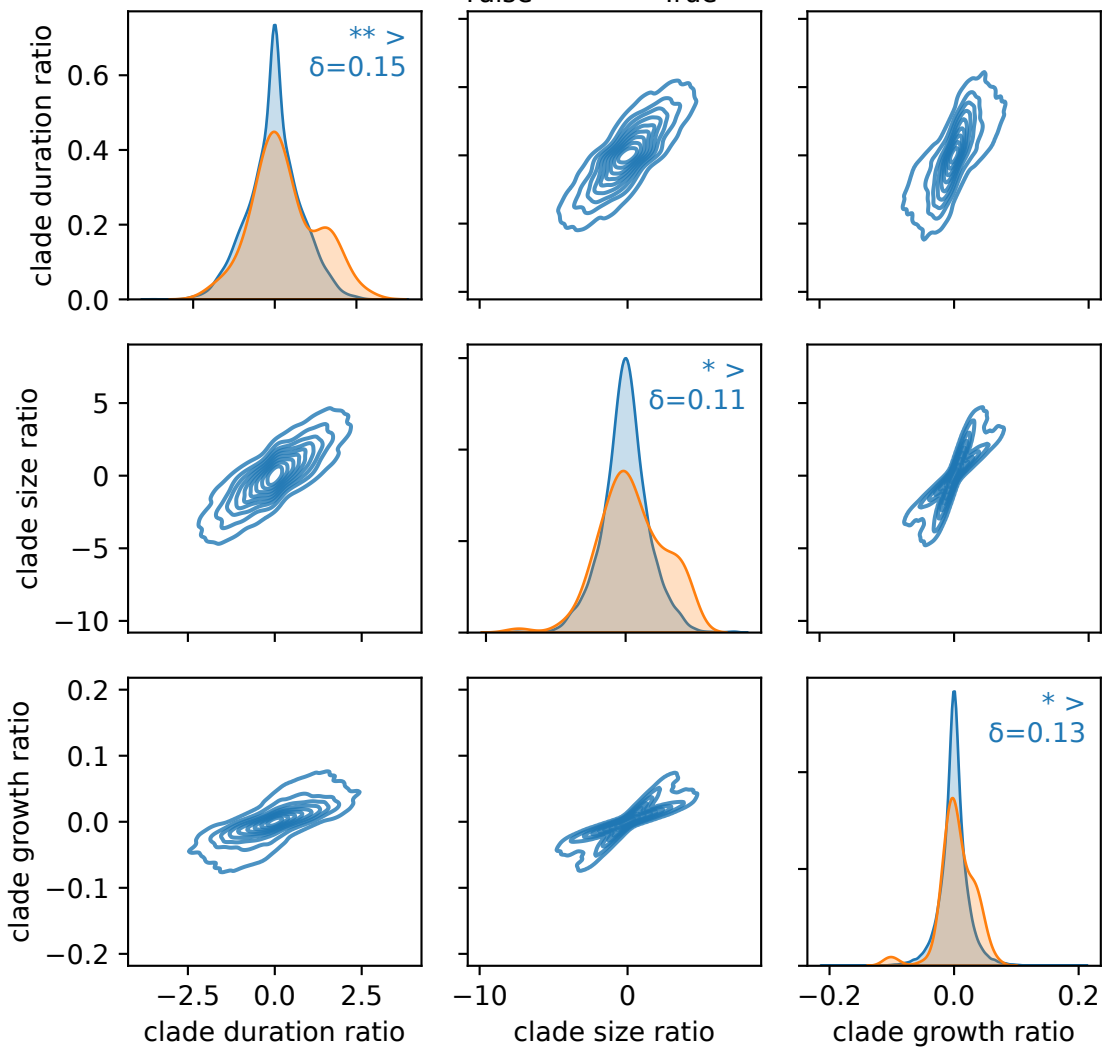 clade duration ratio
0.6
0.4
0.2
0.0
** >
δ=0.15
clade size ratio
5
0
−5
−10
* >
δ=0.11
clade growth ratio
0.2
0.1
0.0
−0.1
−0.2
* >
δ=0.13
−2.5 0.0 2.5
−10 0
−0.2 0.0 0.2
clade duration ratio
clade size ratio
clade growth ratio